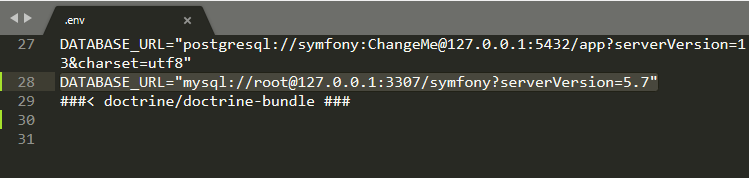 .env
27 DATABASE_URL="postgresql://symfony:ChangeMe@127.0.0.1:5432/app?serverVersion=1
3&charset=utf8"
28 DATABASE_URL="mysql://root@127.0.0.1:3307/symfony?serverVersion=5.7"
29 ###< doctrine/doctrine-bundle ###
30
31